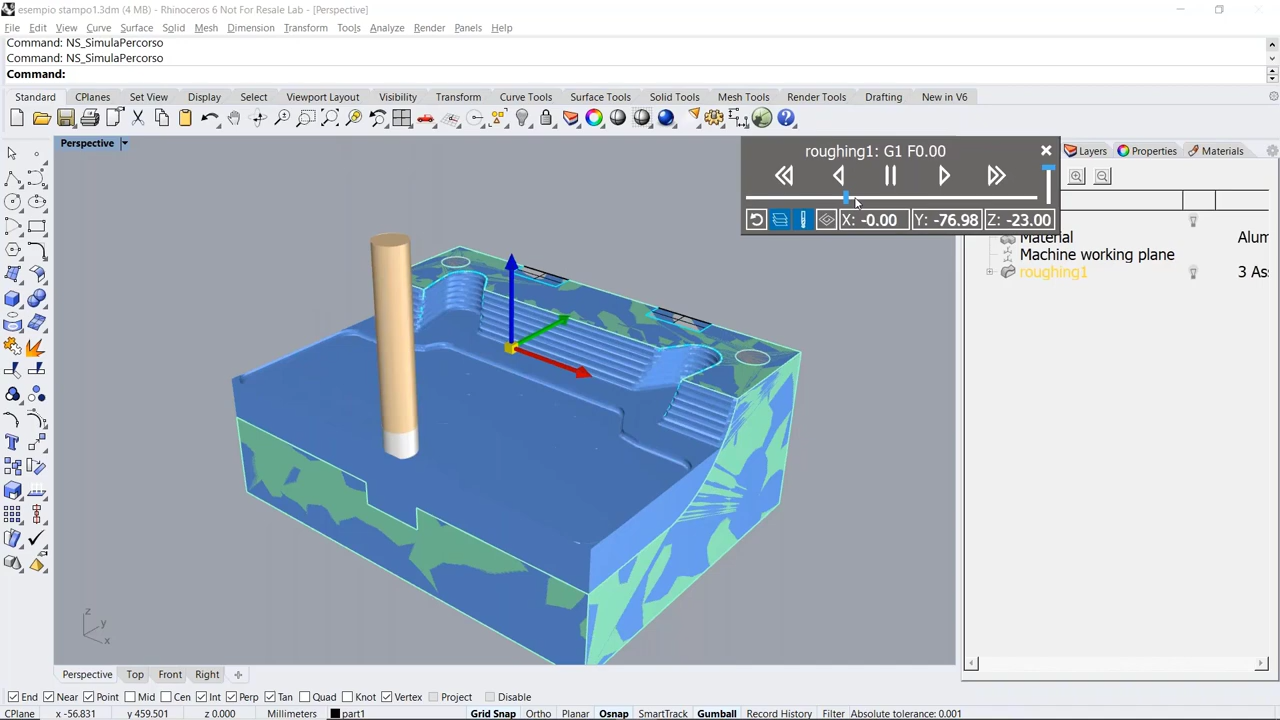 esempio stampo1.3dm (4 MB) - Rhinoceros 6 Not For Resale Lab - [Perspective]
File Edit View Curve Surface Solid Mesh Dimension Transform Tools Analyze Render Panels Help
Command: NS_SimulaPercorso
Command: NS_SimulaPercorso
Command:
Standard CPlanes Set View Display Select Viewport Layout Visibility Transform Curve Tools Surface Tools Solid Tools Mesh Tools Render Tools Drafting New in V6
Perspective
roughing1: G1 F0.00
X: -0.00 Y: -76.98 Z: -23.00
Layers Properties Materials
Material Alum
Machine working plane
roughing1 3 Ass
z
y
x
Perspective Top Front Right
End Near Point Mid Cen Int Perp Tan Quad Knot Vertex Project Disable
CPlane x -56.831 y 459.501 z 0.000 Millimeters part1 Grid Snap Ortho Planar Osnap SmartTrack Gumball Record History Filter Absolute tolerance: 0.001